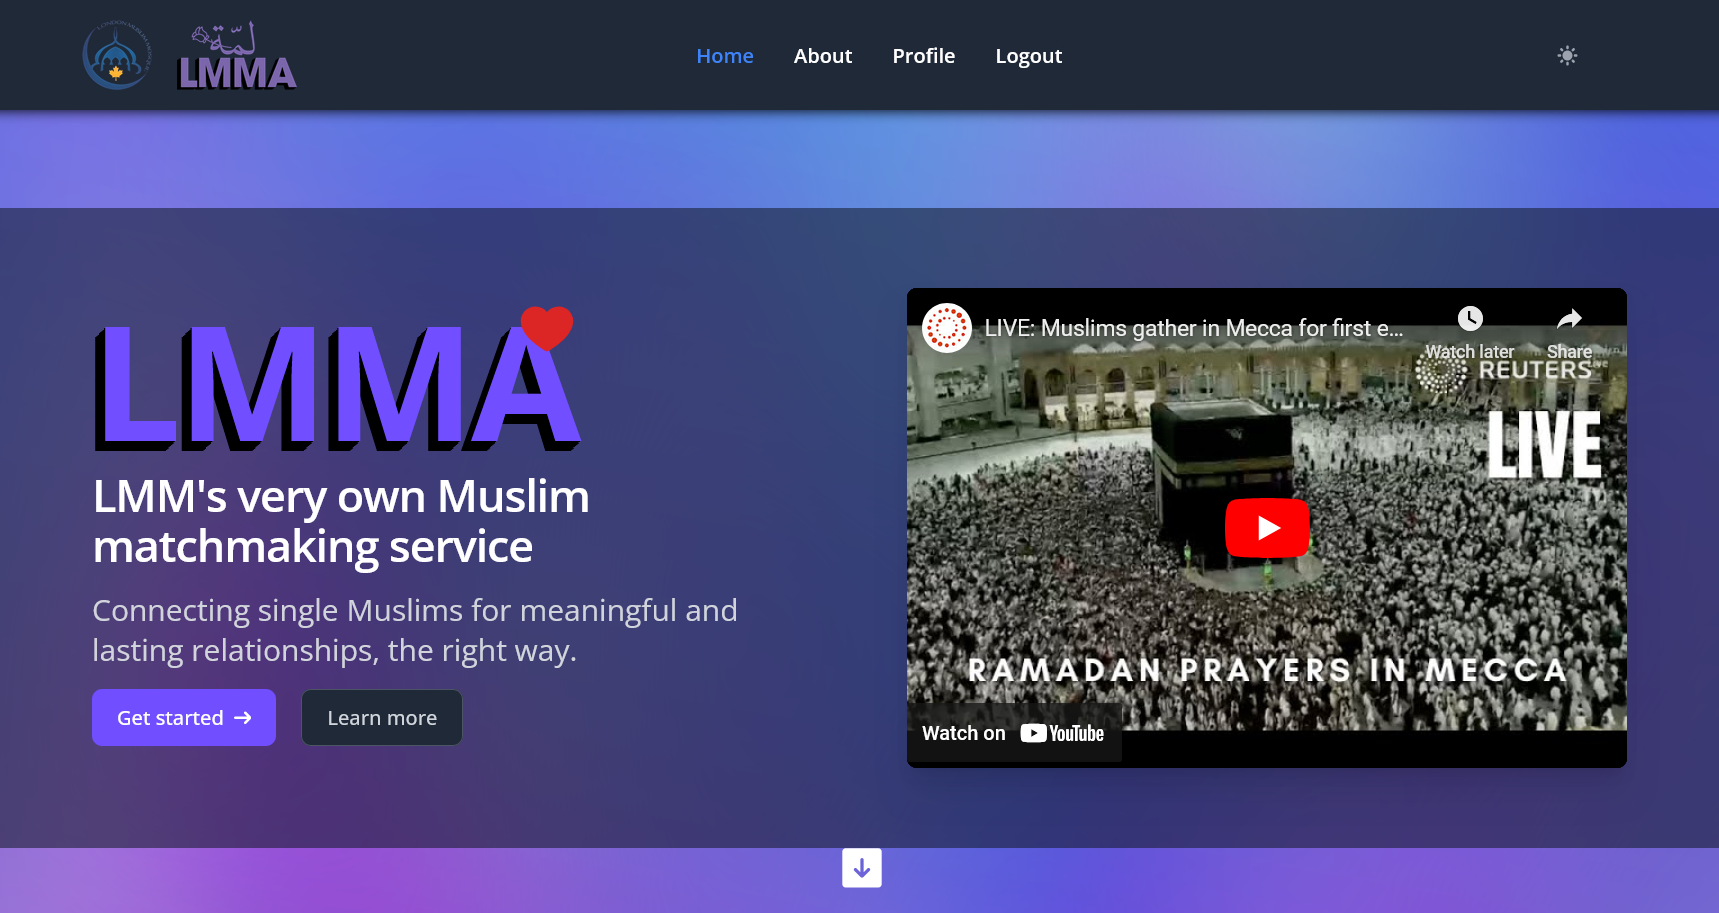 لمّة
LMMA
Home
About
Profile
Logout
LMMA
LMM's very own Muslim
matchmaking service
Connecting single Muslims for meaningful and
lasting relationships, the right way.
Get started
Learn more
LIVE: Muslims gather in Mecca for first e...
Watch later
Share
REUTERS
LIVE
RAMADAN PRAYERS IN MECCA
Watch on YouTube